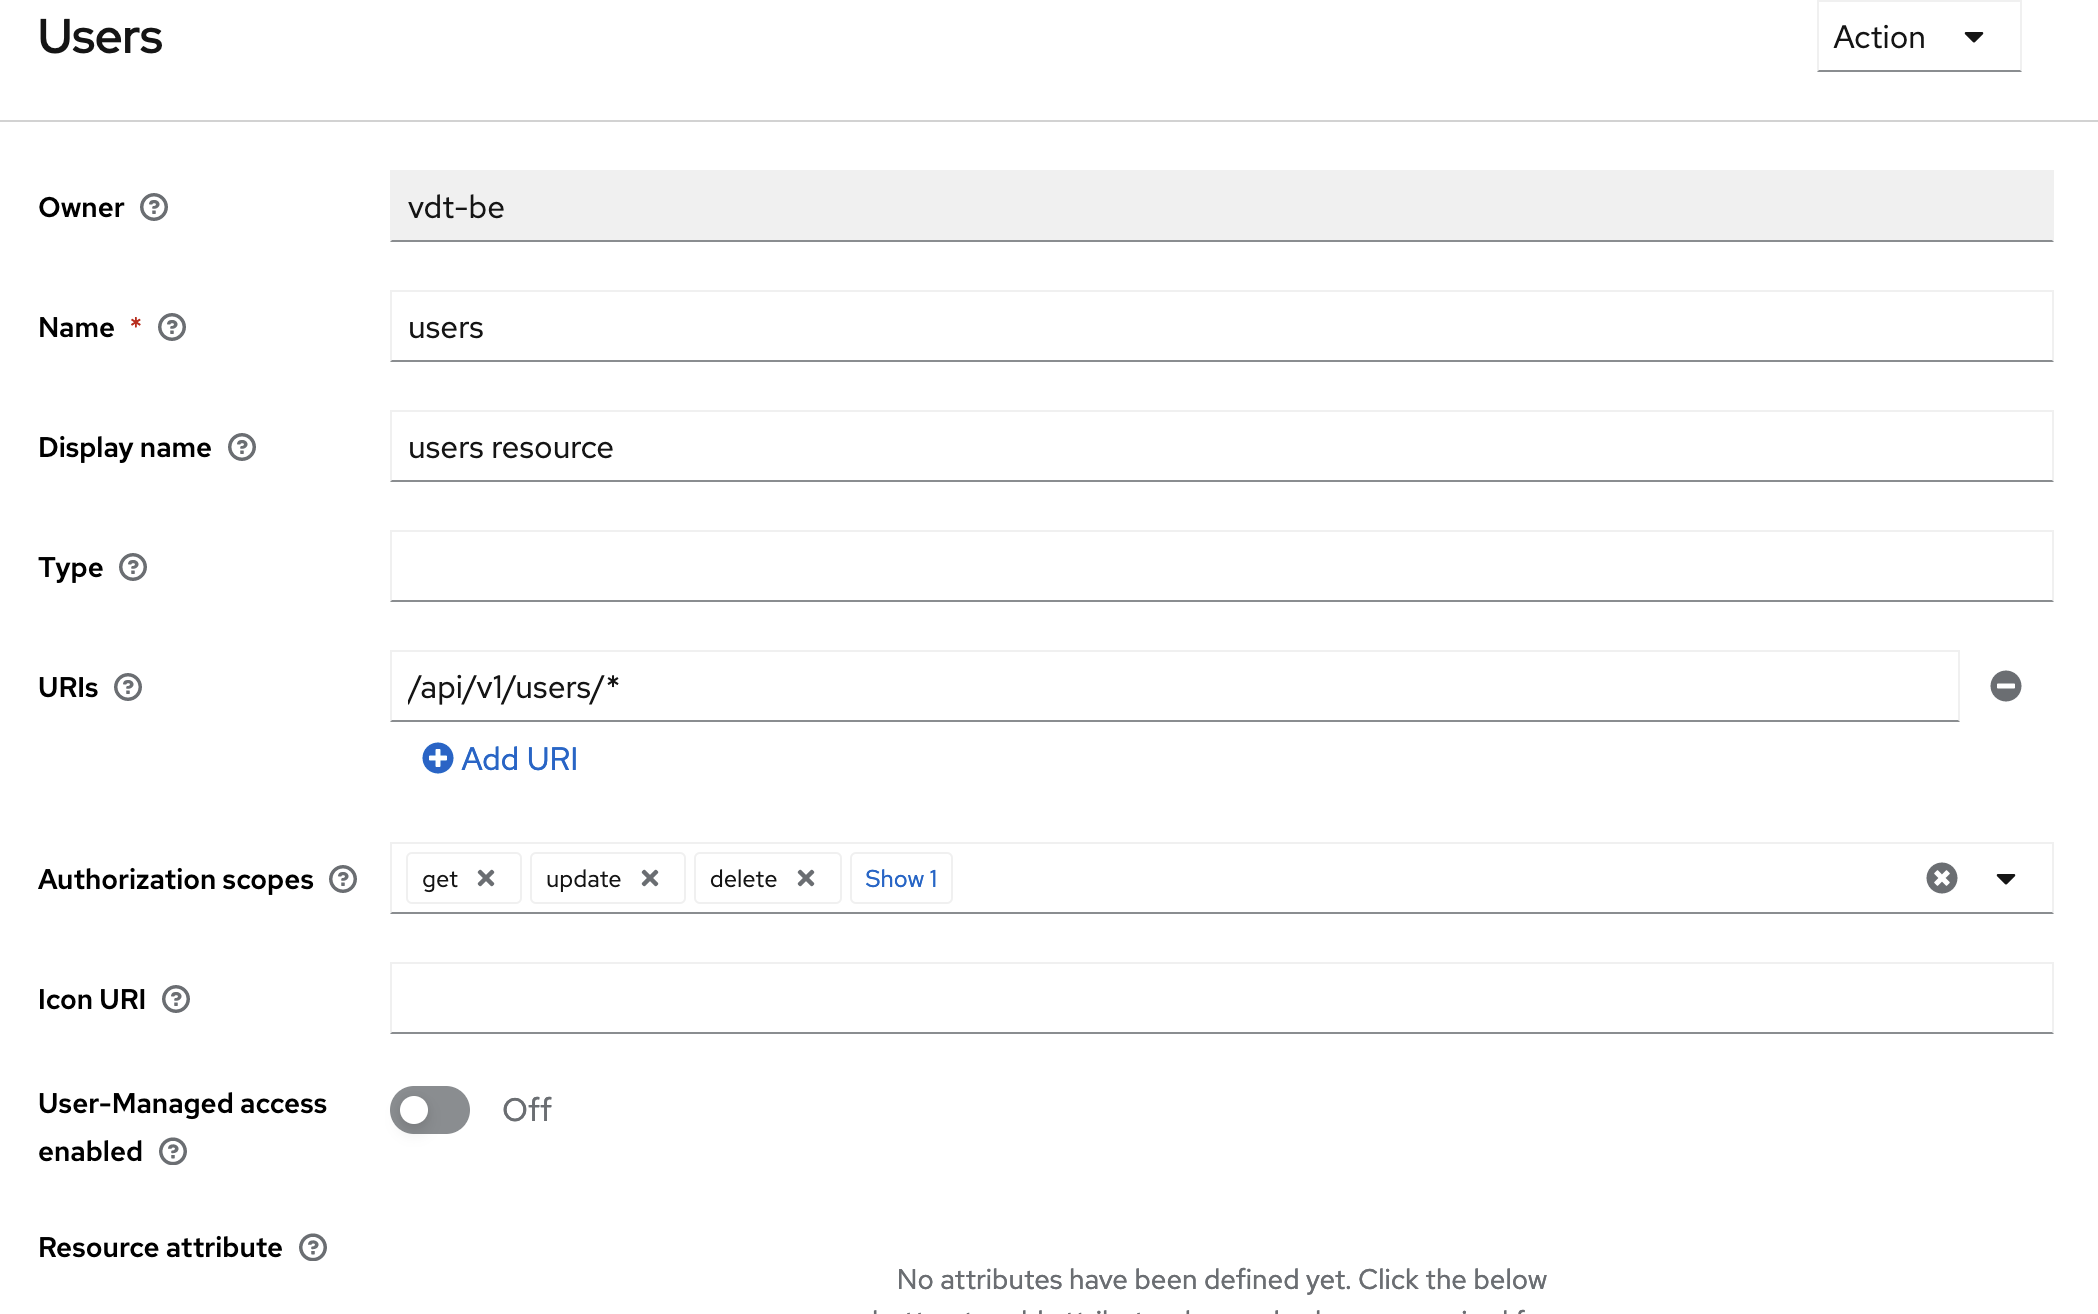 Users
Action
Owner
vdt-be
Name *
users
Display name
users resource
Type
URIs
/api/v1/users/*
Add URI
Authorization scopes
get
update
delete
Show 1
Icon URI
User-Managed access
enabled
Off
Resource attribute
No attributes have been defined yet. Click the below